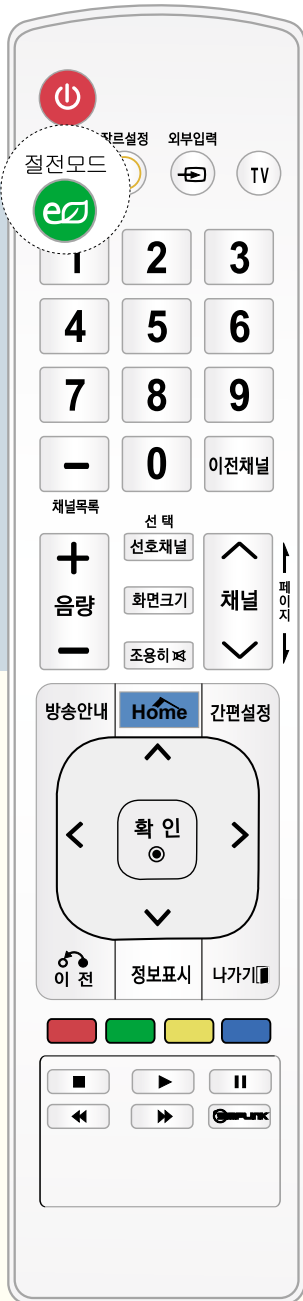 장르설정 외부입력
절전모드
TV
e
1 2 3
4 5 6
7 8 9
0 이전채널
채널목록
선 택
선호채널
음량
화면크기
채널
페이지
조용히
방송안내 Home 간편설정
확 인
이 전 정보표시 나가기
SIMPLINK